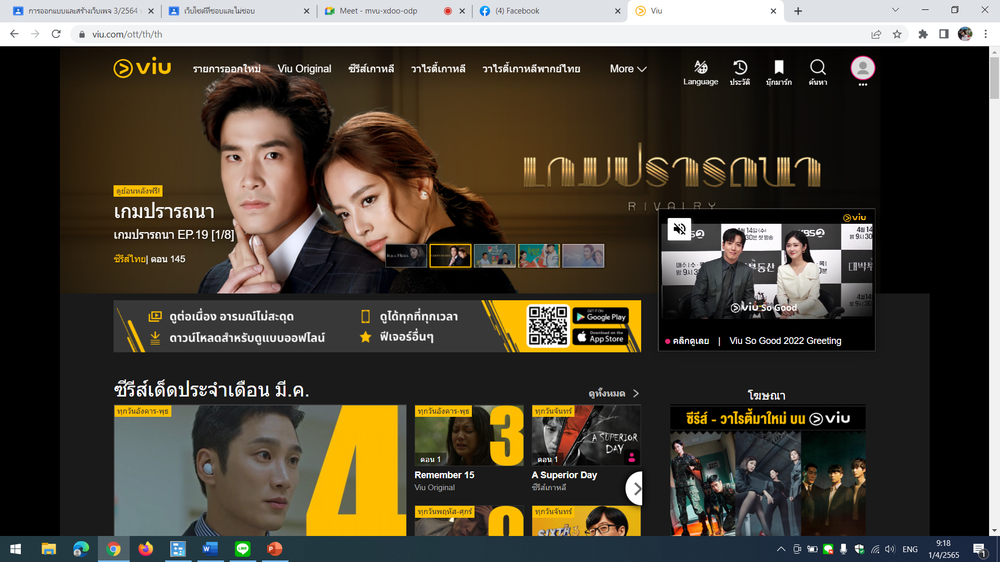 การออกแบบและสร้างเว็บเพจ 3/2564
เว็บไซต์ที่ชอบและไม่ชอบ
Meet - mvu-xdoo-odp
(4) Facebook
Viu
viu.com/ott/th/th
viu
รายการออกใหม่
Viu Original
ซีรีส์เกาหลี
วาไรตี้เกาหลี
วาไรตี้เกาหลีพากย์ไทย
More
Language
ประวัติ
บุ๊กมาร์ก
ค้นหา
เกมปรารถนา
RIVALRY
ดูย้อนหลังฟรี!
เกมปรารถนา
เกมปรารถนา EP.19 [1/8]
ซีรีส์ไทย| ตอน 145
KILL HEEL
viu
4월 14일(수)
30분 첫 방송
KBS2
4월 14
밤 9시 30
밤 9시 3
부동산
대박부
viu So Good
คลิกดูเลย | Viu So Good 2022 Greeting
ดูต่อเนื่อง อารมณ์ไม่สะดุด
ดูได้ทุกที่ทุกเวลา
ดาวน์โหลดสำหรับดูแบบออฟไลน์
ฟีเจอร์อื่นๆ
GET IT ON
Google Play
Download on the
App Store
ซีรีส์เด็ดประจำเดือน มี.ค.
ดูทั้งหมด
โฆษณา
ทุกวันอังคาร-พุธ
4
ทุกวันอังคาร-พุธ
3
ตอน 1
Remember 15
Viu Original
ทุกวันจันทร์
A SUPERIOR
DAY
ตอน 1
A Superior Day
ซีรีส์เกาหลี
ทุกวันพฤหัส-ศุกร์
ทุกวันจันทร์
SIXTH 3
ซีรีส์ - วาไรตี้มาใหม่ บน viu
ENG
9:18
1/4/2565
1